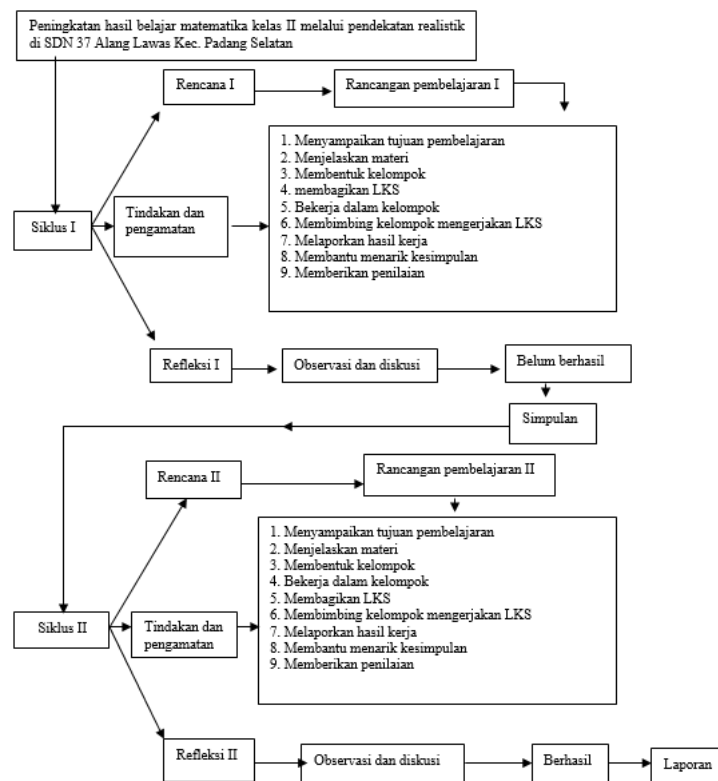 Peningkatan hasil belajar matematika kelas II melalui pendekatan realistik
di SDN 37 Alang Lawas Kec. Padang Selatan
Rencana I
Rancangan pembelajaran I
1. Menyampaikan tujuan pembelajaran
2. Menjelaskan materi
3. Membentuk kelompok
4. membagikan LKS
5. Bekerja dalam kelompok
6. Membimbing kelompok mengerjakan LKS
7. Melaporkan hasil kerja
8. Membantu menarik kesimpulan
9. Memberikan penilaian
Siklus I
Tindakan dan
pengamatan
Refleksi I
Observasi dan diskusi
Belum berhasil
Simpulan
Rencana II
Rancangan pembelajaran II
1. Menyampaikan tujuan pembelajaran
2. Menjelaskan materi
3. Membentuk kelompok
4. Bekerja dalam kelompok
5. Membagikan LKS
6. Membimbing kelompok mengerjakan LKS
7. Melaporkan hasil kerja
8. Membantu menarik kesimpulan
9. Memberikan penilaian
Siklus II
Tindakan dan
pengamatan
Refleksi II
Observasi dan diskusi
Berhasil
Laporan